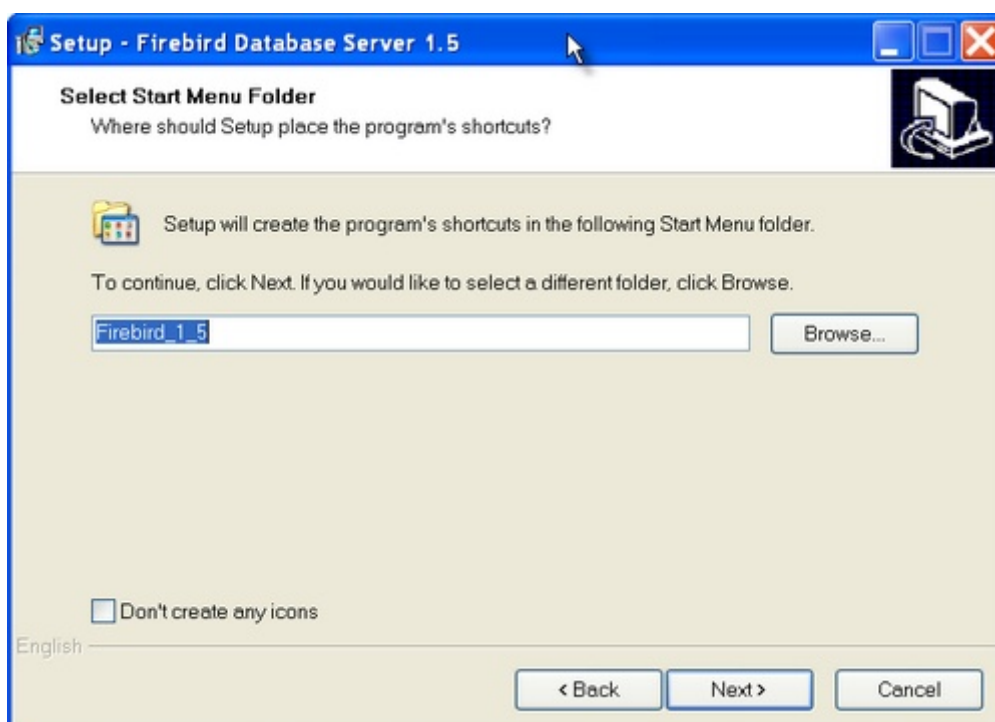 Setup - Firebird Database Server 1.5
Select Start Menu Folder
Where should Setup place the program's shortcuts?
Setup will create the program's shortcuts in the following Start Menu folder.
To continue, click Next. If you would like to select a different folder, click Browse.
Firebird_1_5
Browse...
Don't create any icons
English
< Back
Next >
Cancel